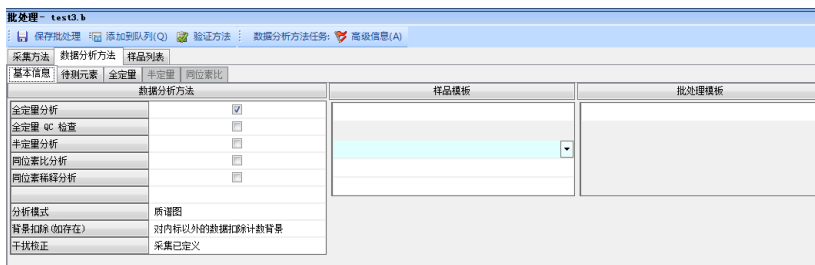 批处理 - test3.b
保存批处理 添加到队列(Q) 验证方法 数据分析方法任务: 高级信息(A)
采集方法 数据分析方法 样品列表
基本信息 待测元素 全定量 半定量 同位素比
数据分析方法 样品模板 批处理模板
全定量分析
全定量 QC 检查
半定量分析
同位素比分析
同位素稀释分析
分析模式 质谱图
背景扣除(如存在) 对内标以外的数据扣除计数背景
干扰校正 采集已定义